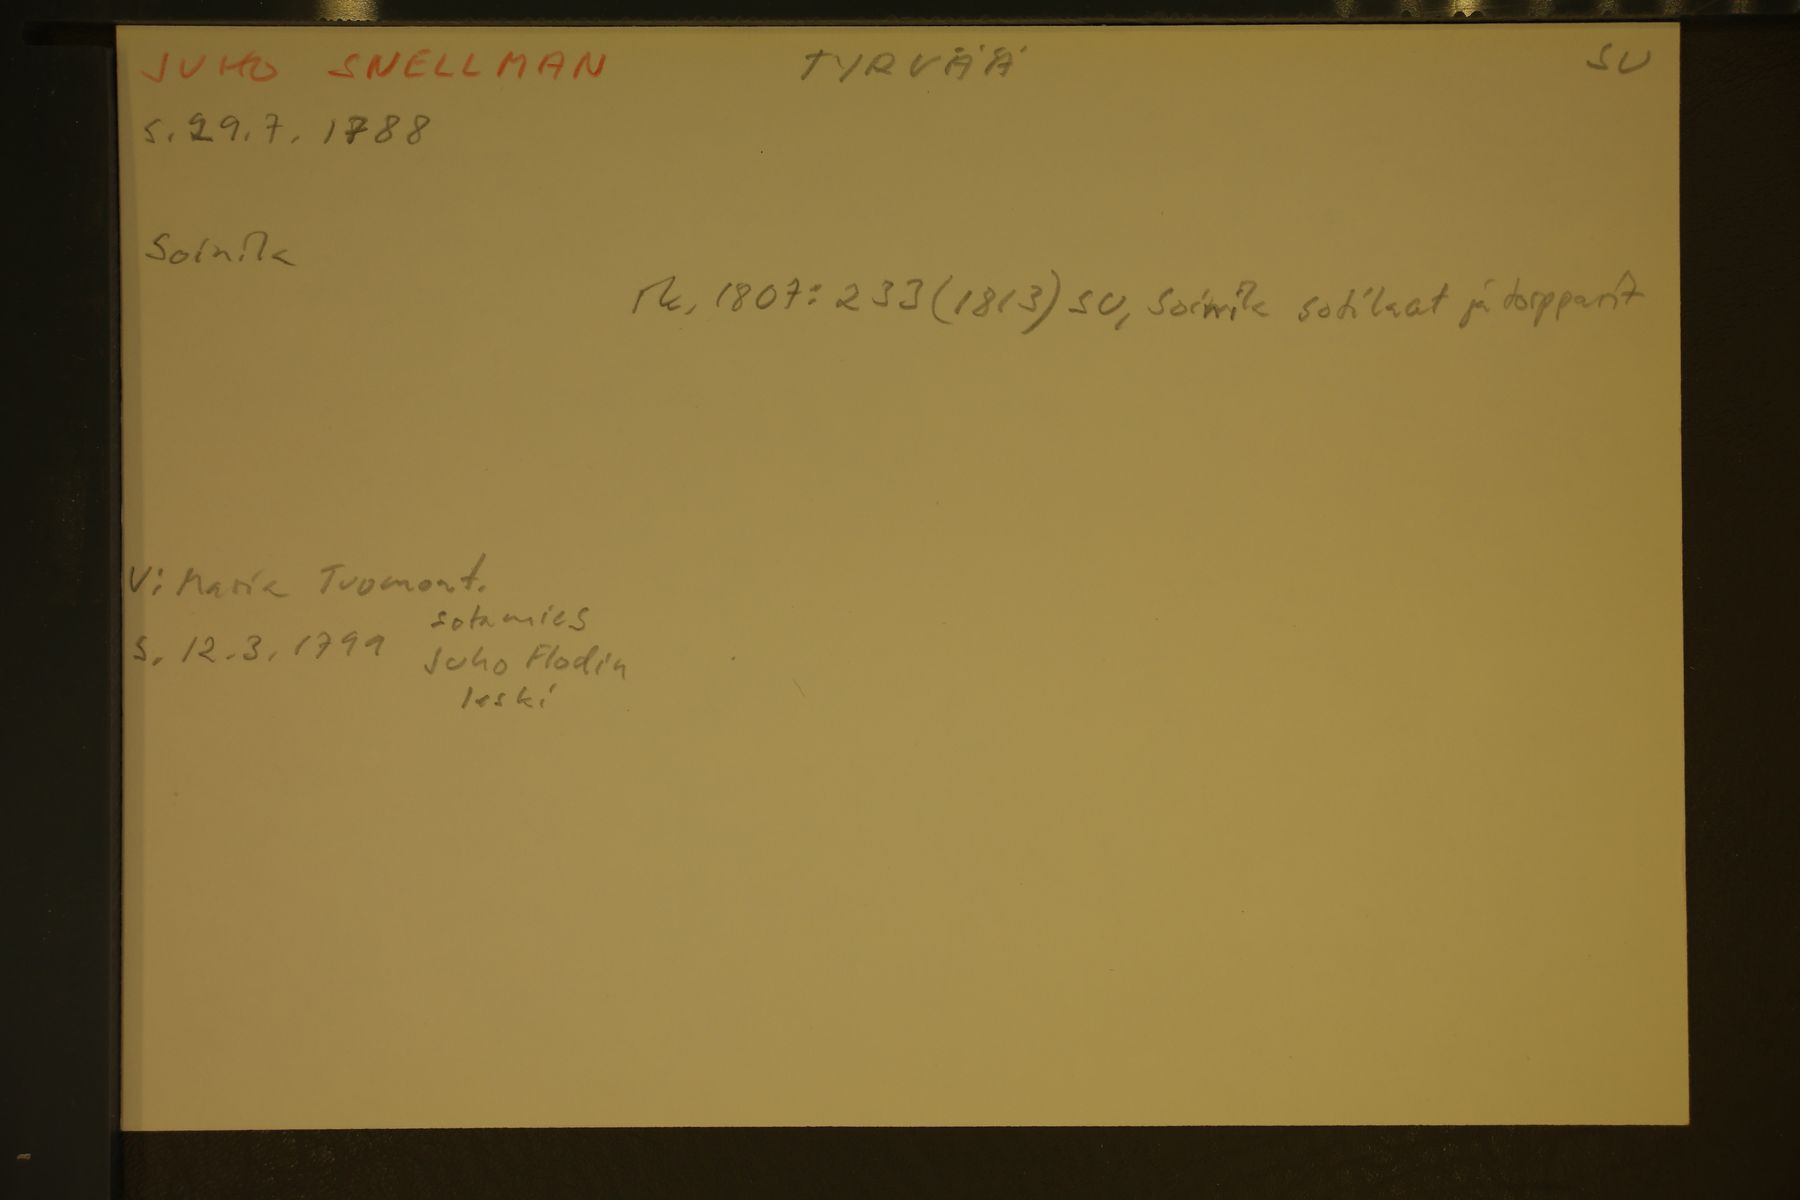 JUHO SNELLMAN TYRVÄÄ SU
s. 29.7. 1788
Soinila
rk. 1807: 233 (1813) SU, Soinila sotilaat ja torpparit
V: Maria Tuomont.
sotamies
s. 12.3. 1799 Juho Flodin
leski